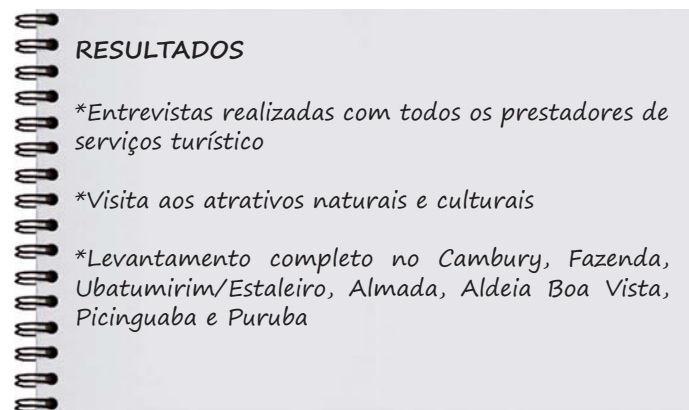 RESULTADOS
*Entrevistas realizadas com todos os prestadores de
serviços turístico
*Visita aos atrativos naturais e culturais
*Levantamento completo no Cambury, Fazenda,
Ubatumirim/Estaleiro, Almada, Aldeia Boa Vista,
Picinguaba e Puruba